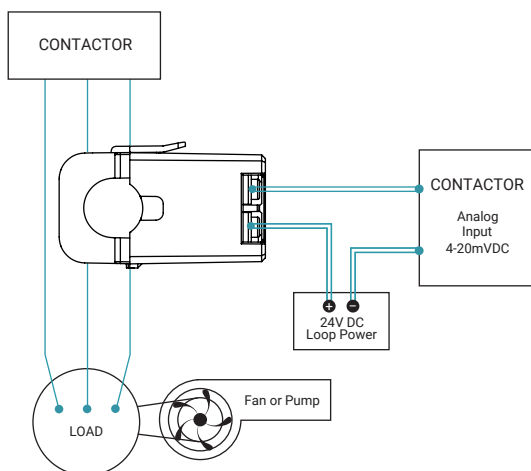 CONTACTOR
CONTACTOR
Analog
Input
4-20mVDC
+
−
24V DC
Loop Power
Fan or Pump
LOAD